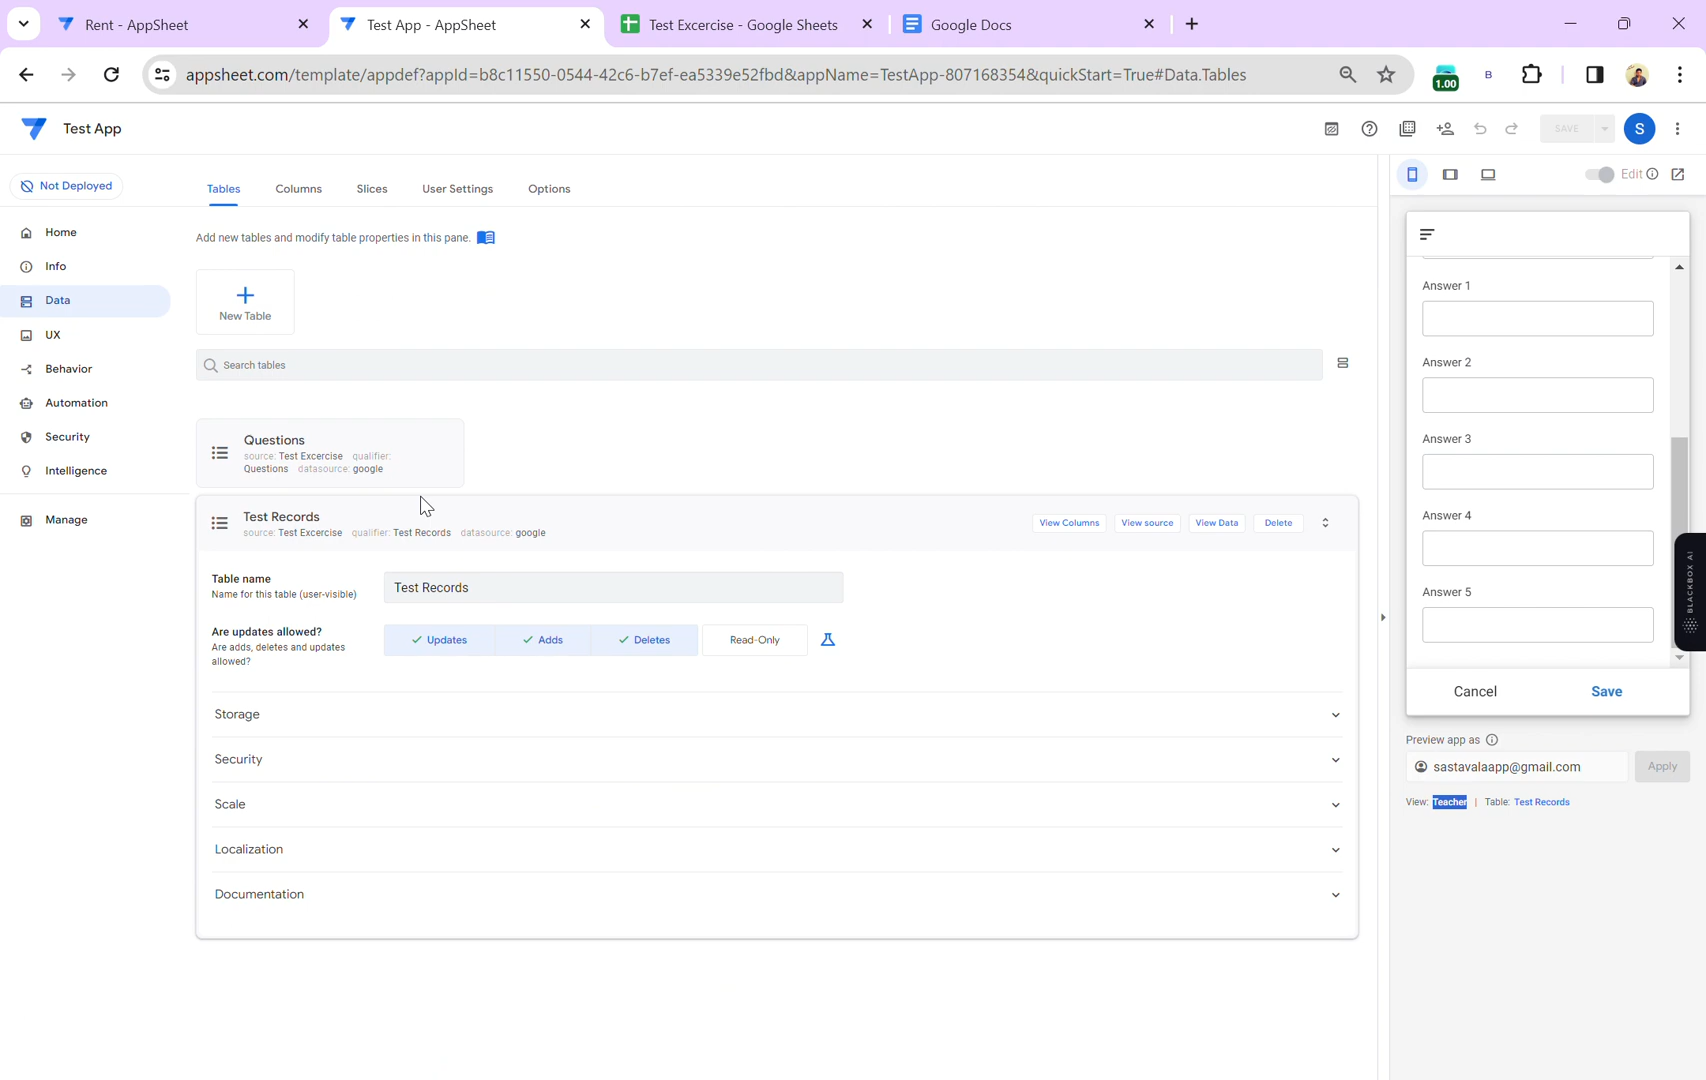 Rent - AppSheet
Test App - AppSheet
Test Excercise - Google Sheets
Google Docs
appsheet.com/template/appdef?appId=b8c11550-0544-42c6-b7ef-ea5339e52fbd&appName=TestApp-807168354&quickStart=True#Data.Tables
1.00
B
Test App
SAVE
S
Not Deployed
Tables
Columns
Slices
User Settings
Options
Edit
Home
Info
Data
UX
Behavior
Automation
Security
Intelligence
Manage
Add new tables and modify table properties in this pane.
New Table
Search tables
Questions
source: Test Excercise qualifier:
Questions datasource: google
Test Records
source: Test Excercise qualifier: Test Records datasource: google
View Columns
View source
View Data
Delete
Table name
Name for this table (user-visible)
Test Records
Are updates allowed?
Are adds, deletes and updates
allowed?
Updates
Adds
Deletes
Read-Only
Storage
Security
Scale
Localization
Documentation
Answer 1
Answer 2
Answer 3
Answer 4
Answer 5
Cancel
Save
BLACKBOX AI
Preview app as
sastavalaapp@gmail.com
Apply
View: Teacher | Table: Test Records